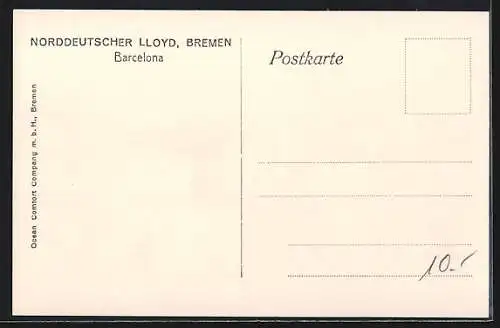 NORDDEUTSCHER LLOYD, BREMEN
Barcelona
Postkarte
Ocean Comfort Company m. b. H., Bremen
10.-